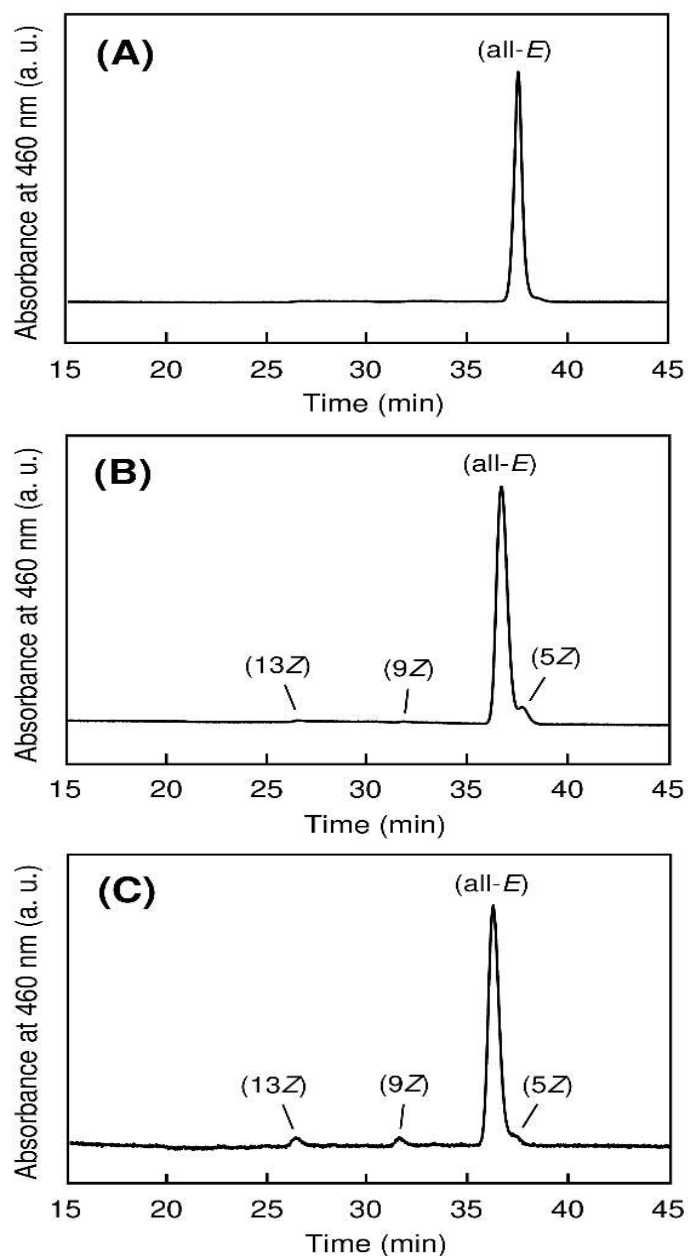 (A)
(all-E)
Absorbance at 460 nm (a. u.)
15 20 25 30 35 40 45
Time (min)
(B)
(all-E)
(13Z)
(9Z)
(5Z)
Absorbance at 460 nm (a. u.)
15 20 25 30 35 40 45
Time (min)
(C)
(all-E)
(13Z)
(9Z)
(5Z)
Absorbance at 460 nm (a. u.)
15 20 25 30 35 40 45
Time (min)